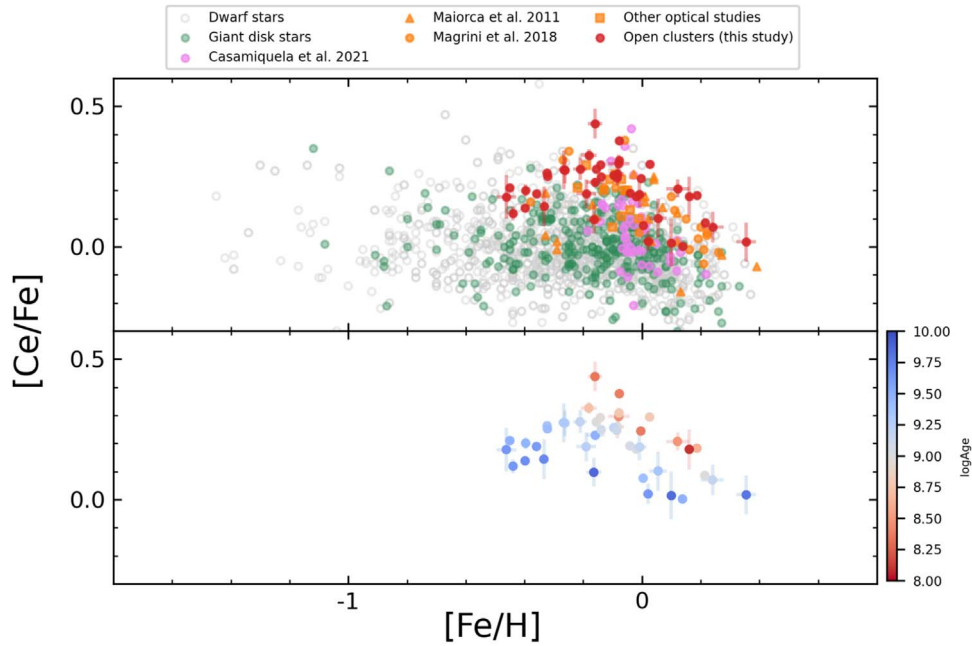 Dwarf stars
Giant disk stars
Casamiquela et al. 2021
Maiorca et al. 2011
Magrini et al. 2018
Other optical studies
Open clusters (this study)
[Ce/Fe]
0.5
0.0
0.5
0.0
-1
0
[Fe/H]
10.00
9.75
9.50
9.25
9.00
8.75
8.50
8.25
8.00
logAge